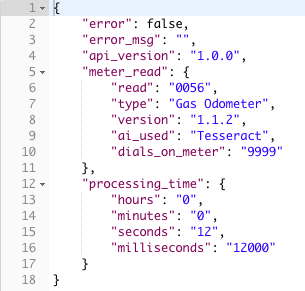 1 {
2 "error": false,
3 "error_msg": "",
4 "api_version": "1.0.0",
5 "meter_read": {
6 "read": "0056",
7 "type": "Gas Odometer",
8 "version": "1.1.2",
9 "ai_used": "Tesseract",
10 "dials_on_meter": "9999"
11 },
12 "processing_time": {
13 "hours": "0",
14 "minutes": "0",
15 "seconds": "12",
16 "milliseconds": "12000"
17 }
18 }